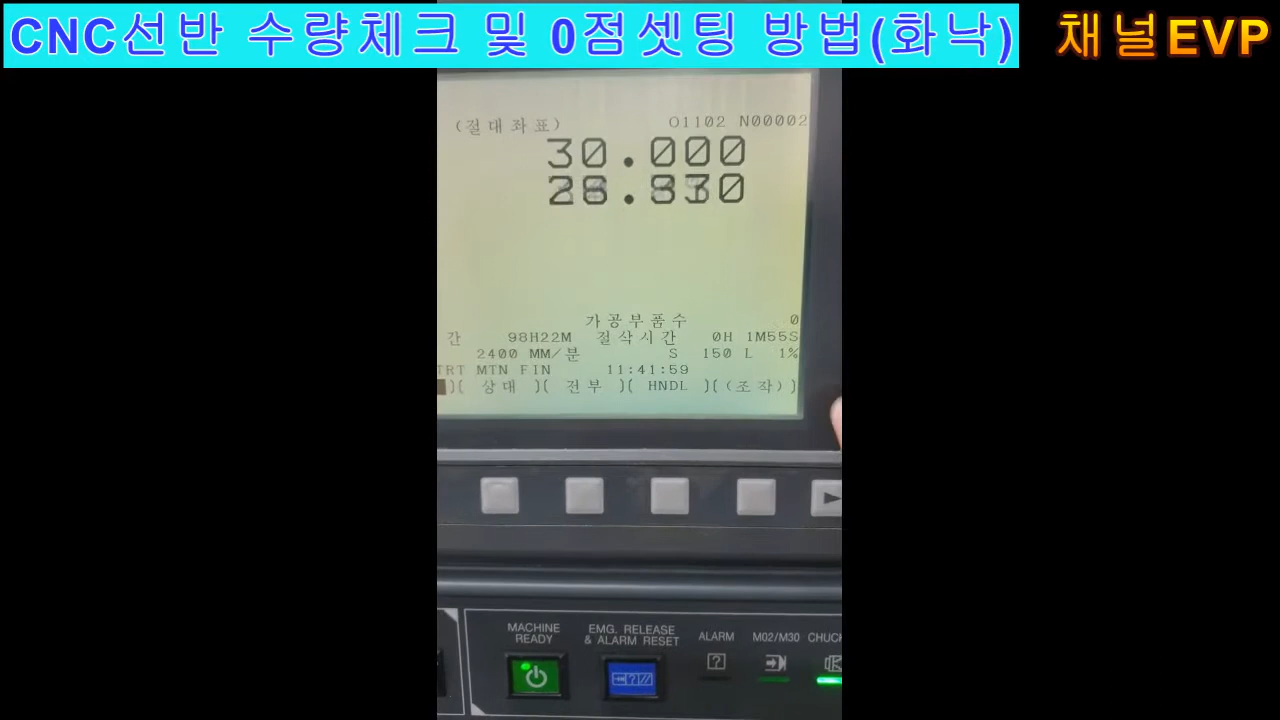 CNC선반 수량체크 및 0점셋팅 방법(화낙)
채널EVP
(절대좌표) O1102 N00002
30.000
가공부품수 0
간 98H22M 절삭시간 0H 1M55S
2400 MM/분 S 150 L 1%
TRT MTN FIN 11:41:59
)( 상대 )( 전부 )( HNDL )((조작))
MACHINE READY
EMG. RELEASE & ALARM RESET
ALARM
M02/M30
CHUCK